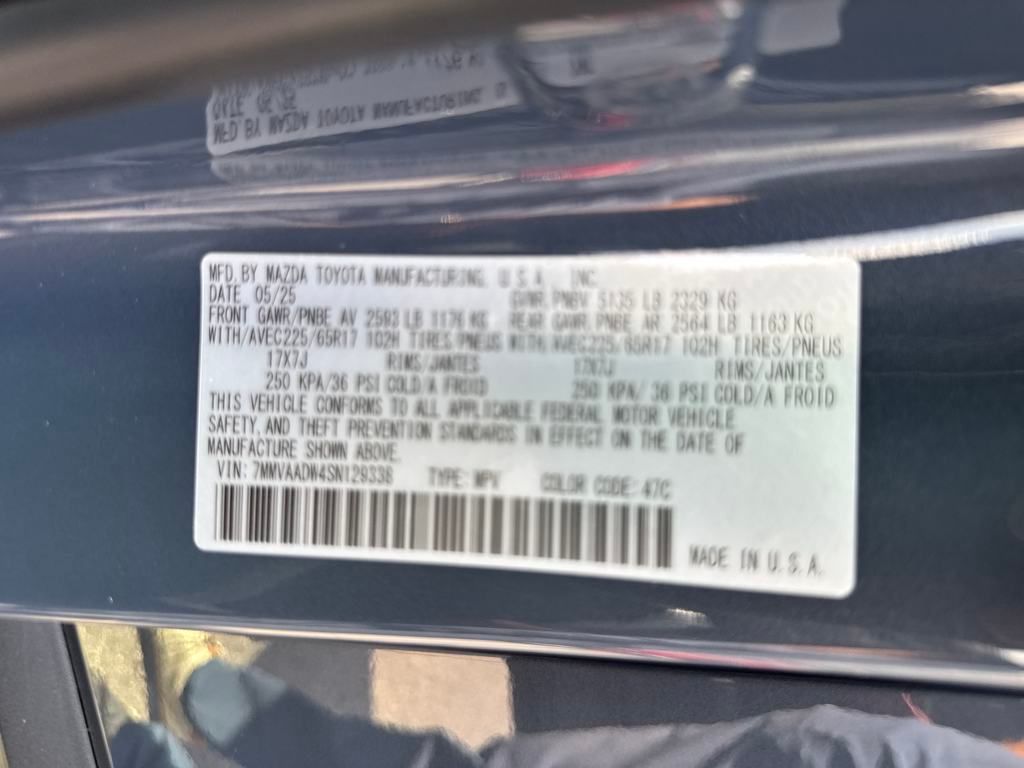 MFD. BY MAZDA TOYOTA MANUFACTURING, U.S.A., INC.
DATE 05/25 GVWR/PNBV 5135 LB 2329 KG
FRONT GAWR/PNBE AV 2593 LB 1176 KG REAR GAWR/PNBE AR 2564 LB 1163 KG
WITH/AVEC225/65R17 102H TIRES/PNEUS WITH/AVEC225/65R17 102H TIRES/PNEUS
17X7J RIMS/JANTES 17X7J RIMS/JANTES
250 KPA/36 PSI COLD/A FROID 250 KPA/ 36 PSI COLD/A FROID
THIS VEHICLE CONFORMS TO ALL APPLICABLE FEDERAL MOTOR VEHICLE
SAFETY, AND THEFT PREVENTION STANDARDS IN EFFECT ON THE DATE OF
MANUFACTURE SHOWN ABOVE.
VIN: 7MMVAADW4SN129338 TYPE: MPV COLOR CODE: 47C
MADE IN U.S.A.